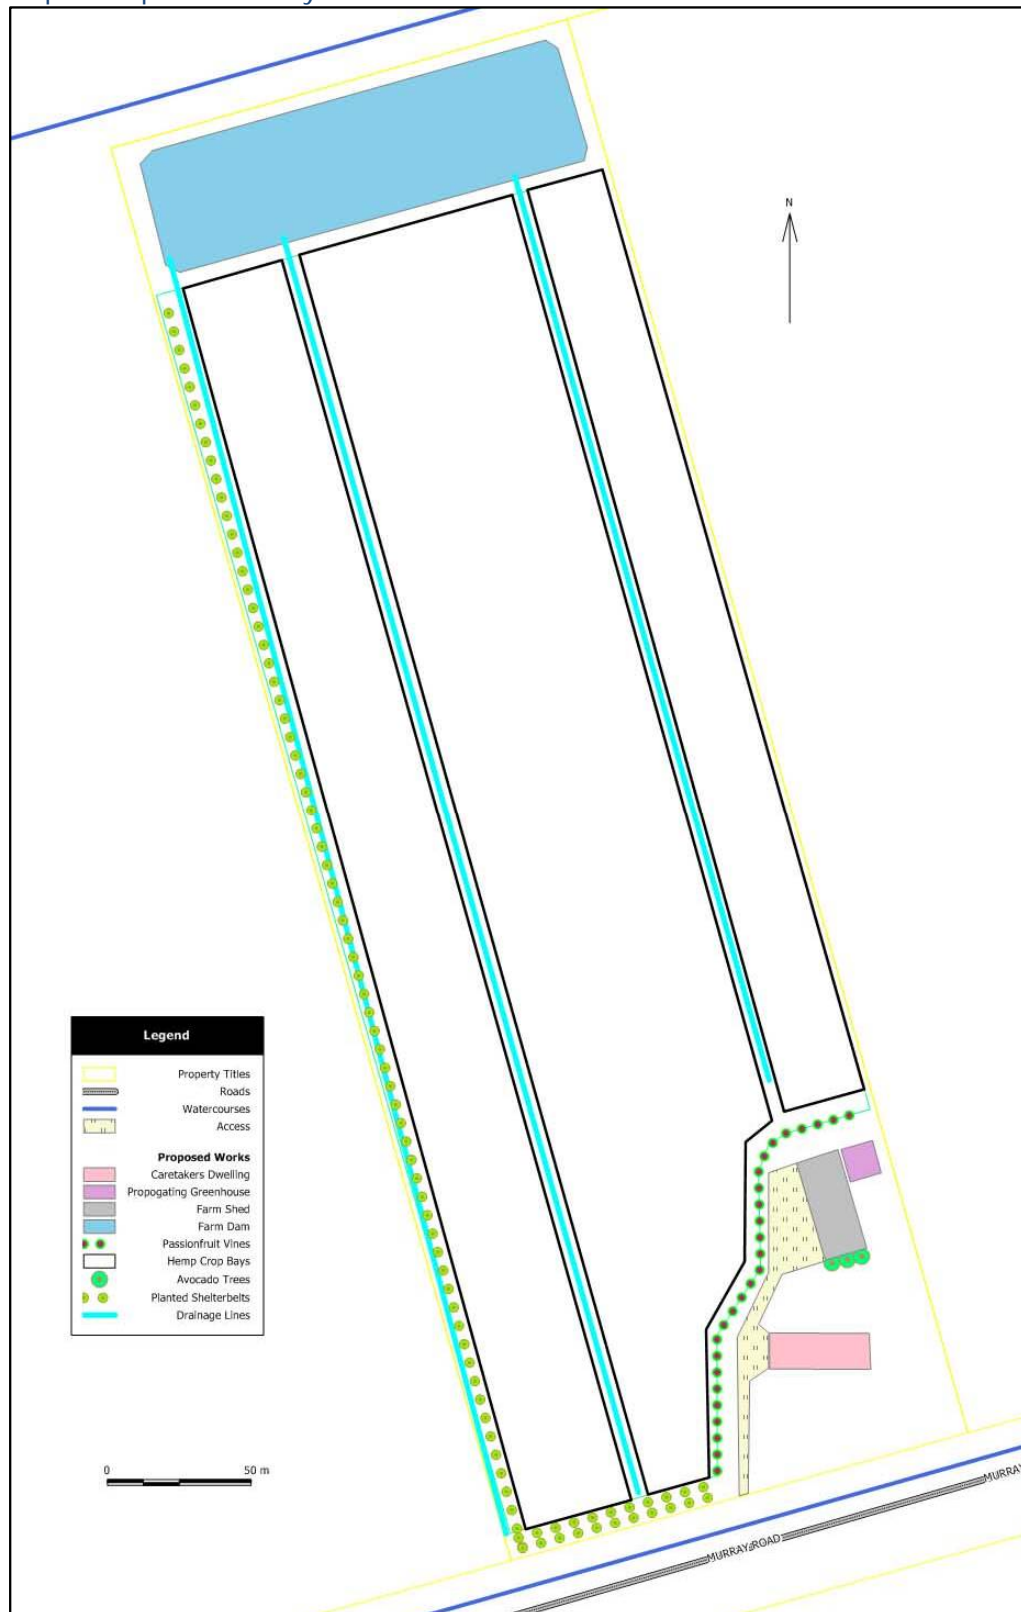 N
Legend
Property Titles
Roads
Watercourses
Access
Proposed Works
Caretakers Dwelling
Propogating Greenhouse
Farm Shed
Farm Dam
Passionfruit Vines
Hemp Crop Bays
Avocado Trees
Planted Shelterbelts
Drainage Lines
0 50 m
MURRAY
MURRAY ROAD